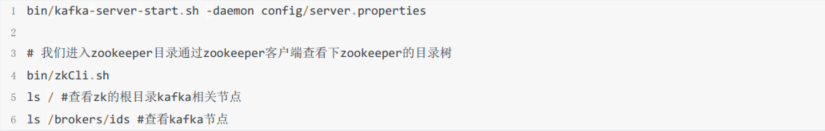 1 bin/kafka-server-start.sh -daemon config/server.properties
2
3 # 我们进入zookeeper目录通过zookeeper客户端查看下zookeeper的目录树
4 bin/zkCli.sh
5 ls / #查看zk的根目录kafka相关节点
6 ls /brokers/ids #查看kafka节点